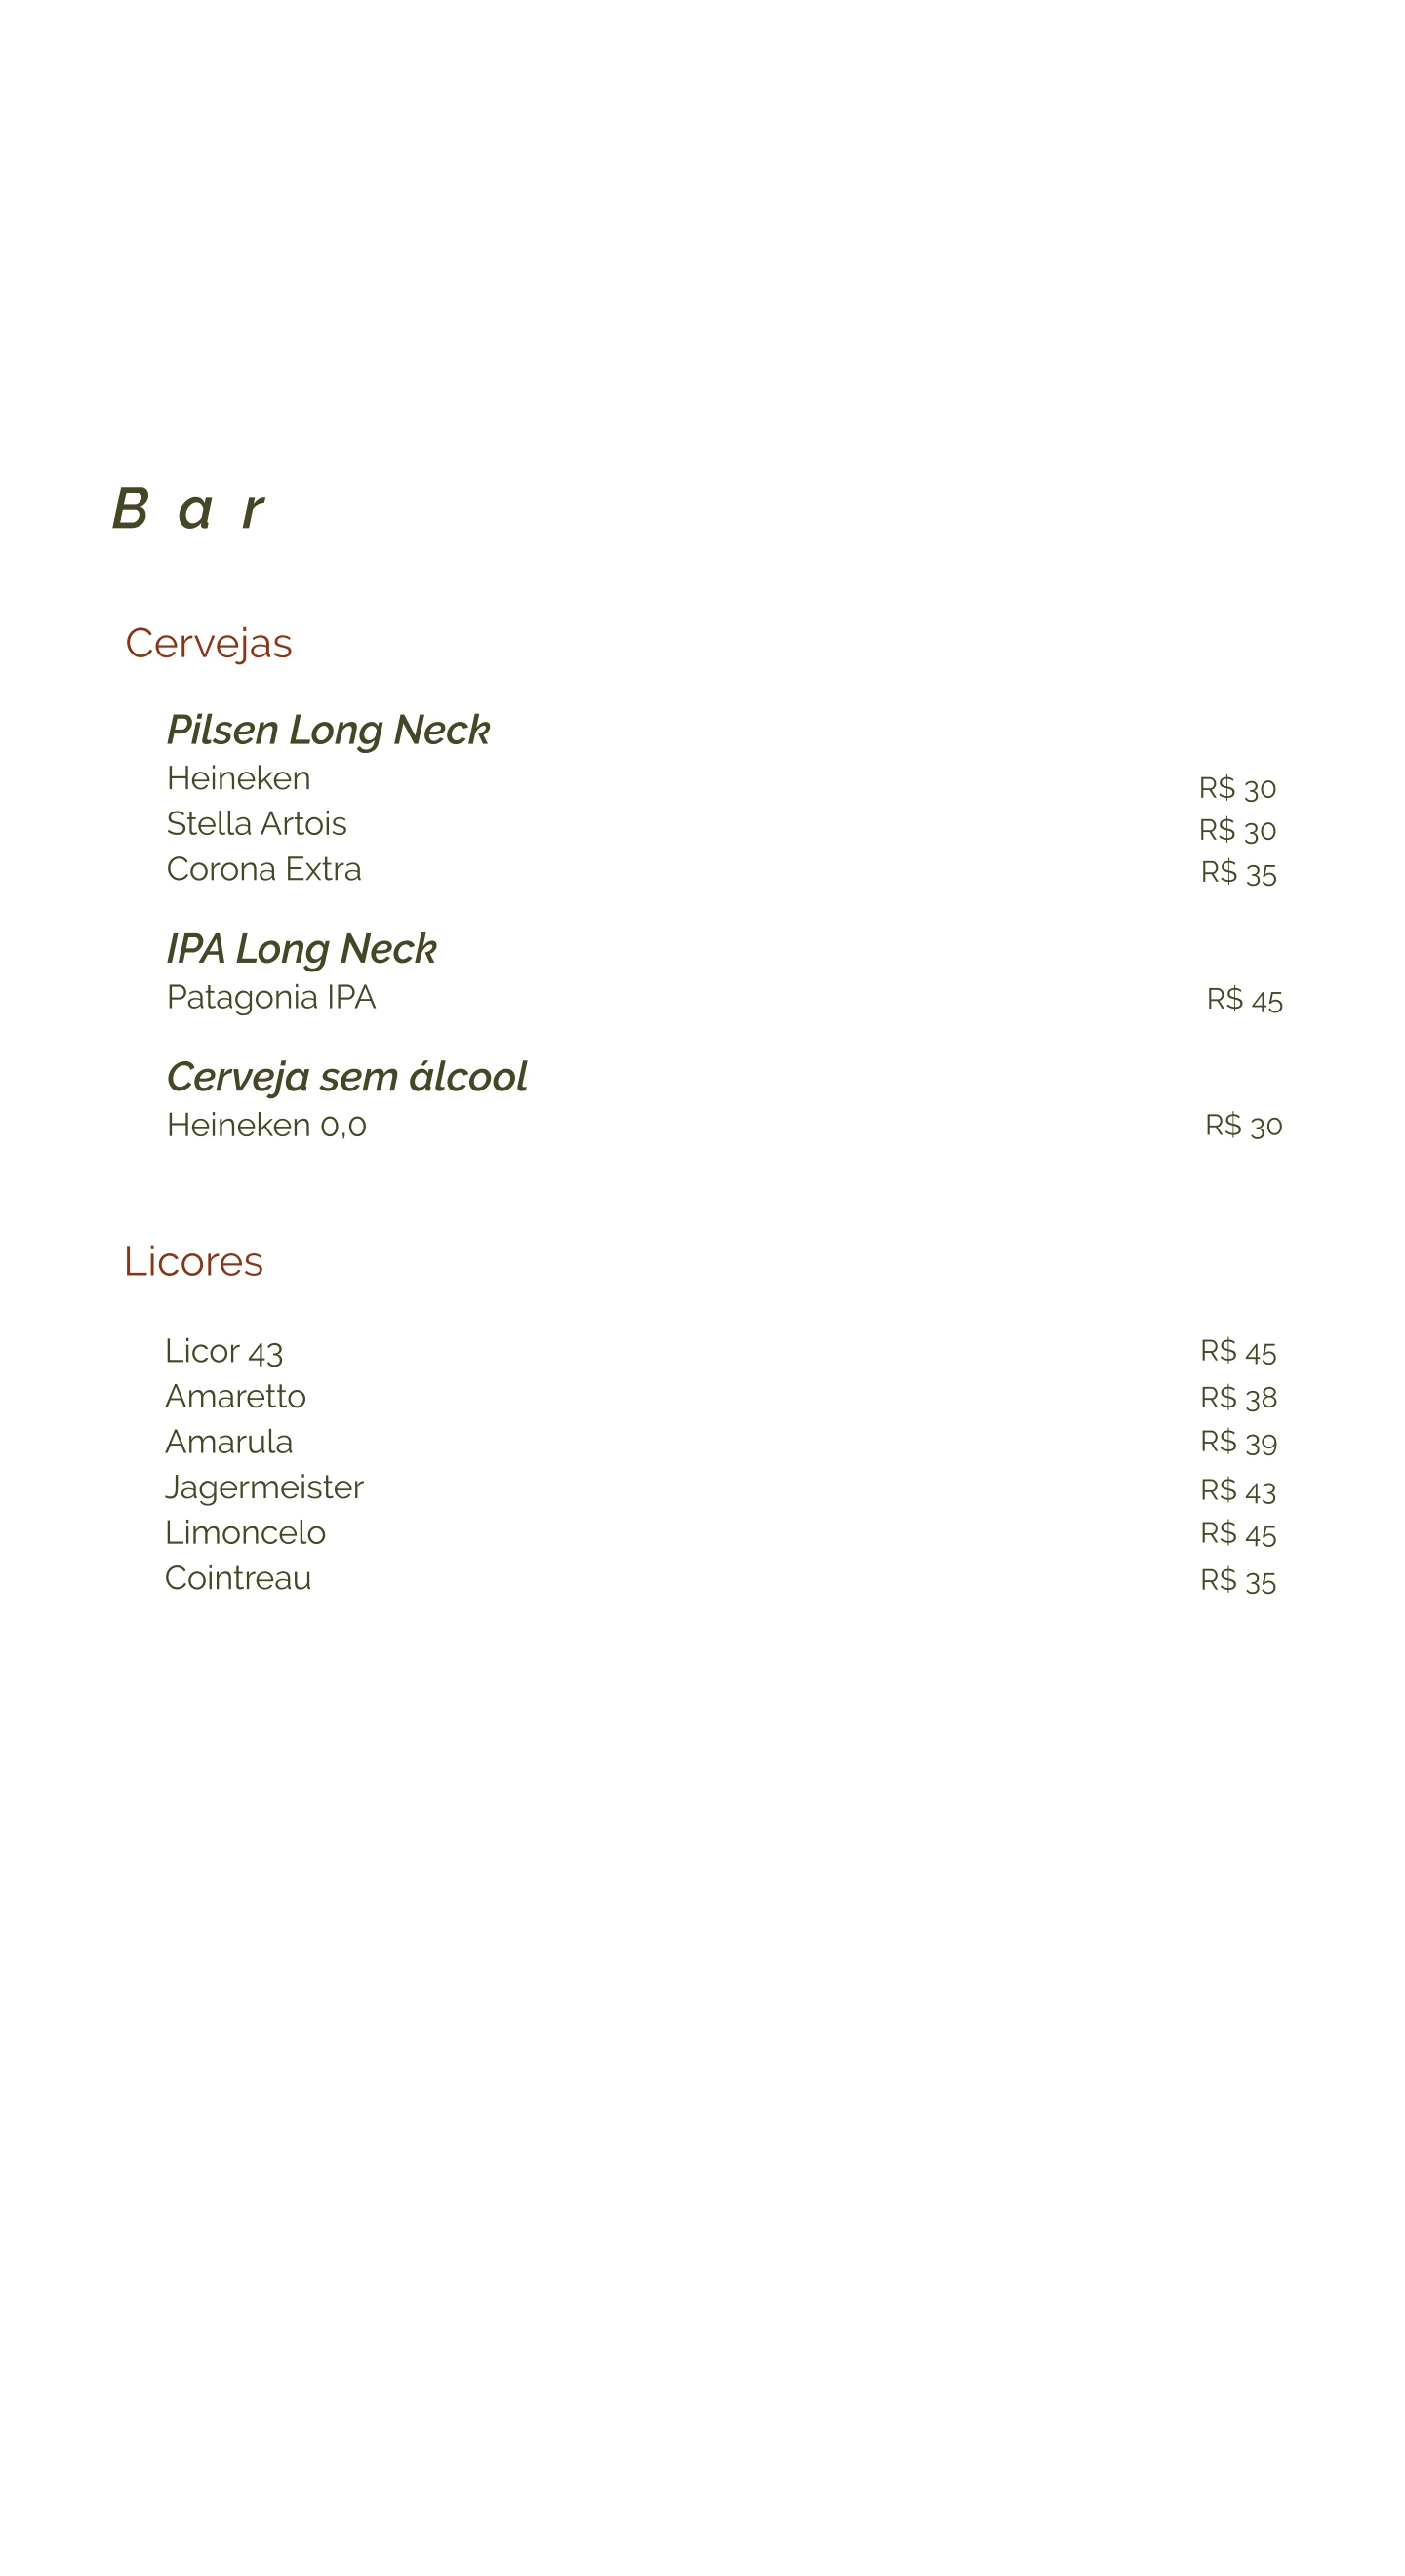 Bar
Cervejas
Pilsen Long Neck
Heineken R$ 30
Stella Artois R$ 30
Corona Extra R$ 35
IPA Long Neck
Patagonia IPA R$ 45
Cerveja sem álcool
Heineken 0,0 R$ 30
Licores
Licor 43 R$ 45
Amaretto R$ 38
Amarula R$ 39
Jagermeister R$ 43
Limoncelo R$ 45
Cointreau R$ 35